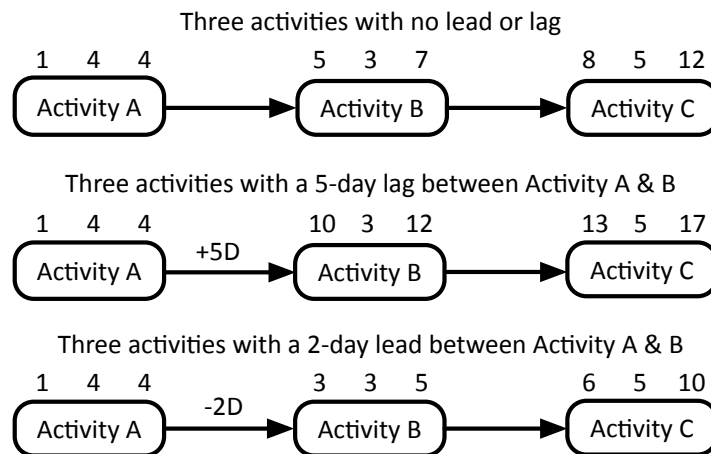 Three activities with no lead or lag
1 4 4 5 3 7 8 5 12
Activity A Activity B Activity C
Three activities with a 5-day lag between Activity A & B
1 4 4 10 3 12 13 5 17
+5D
Activity A Activity B Activity C
Three activities with a 2-day lead between Activity A & B
1 4 4 3 3 5 6 5 10
-2D
Activity A Activity B Activity C